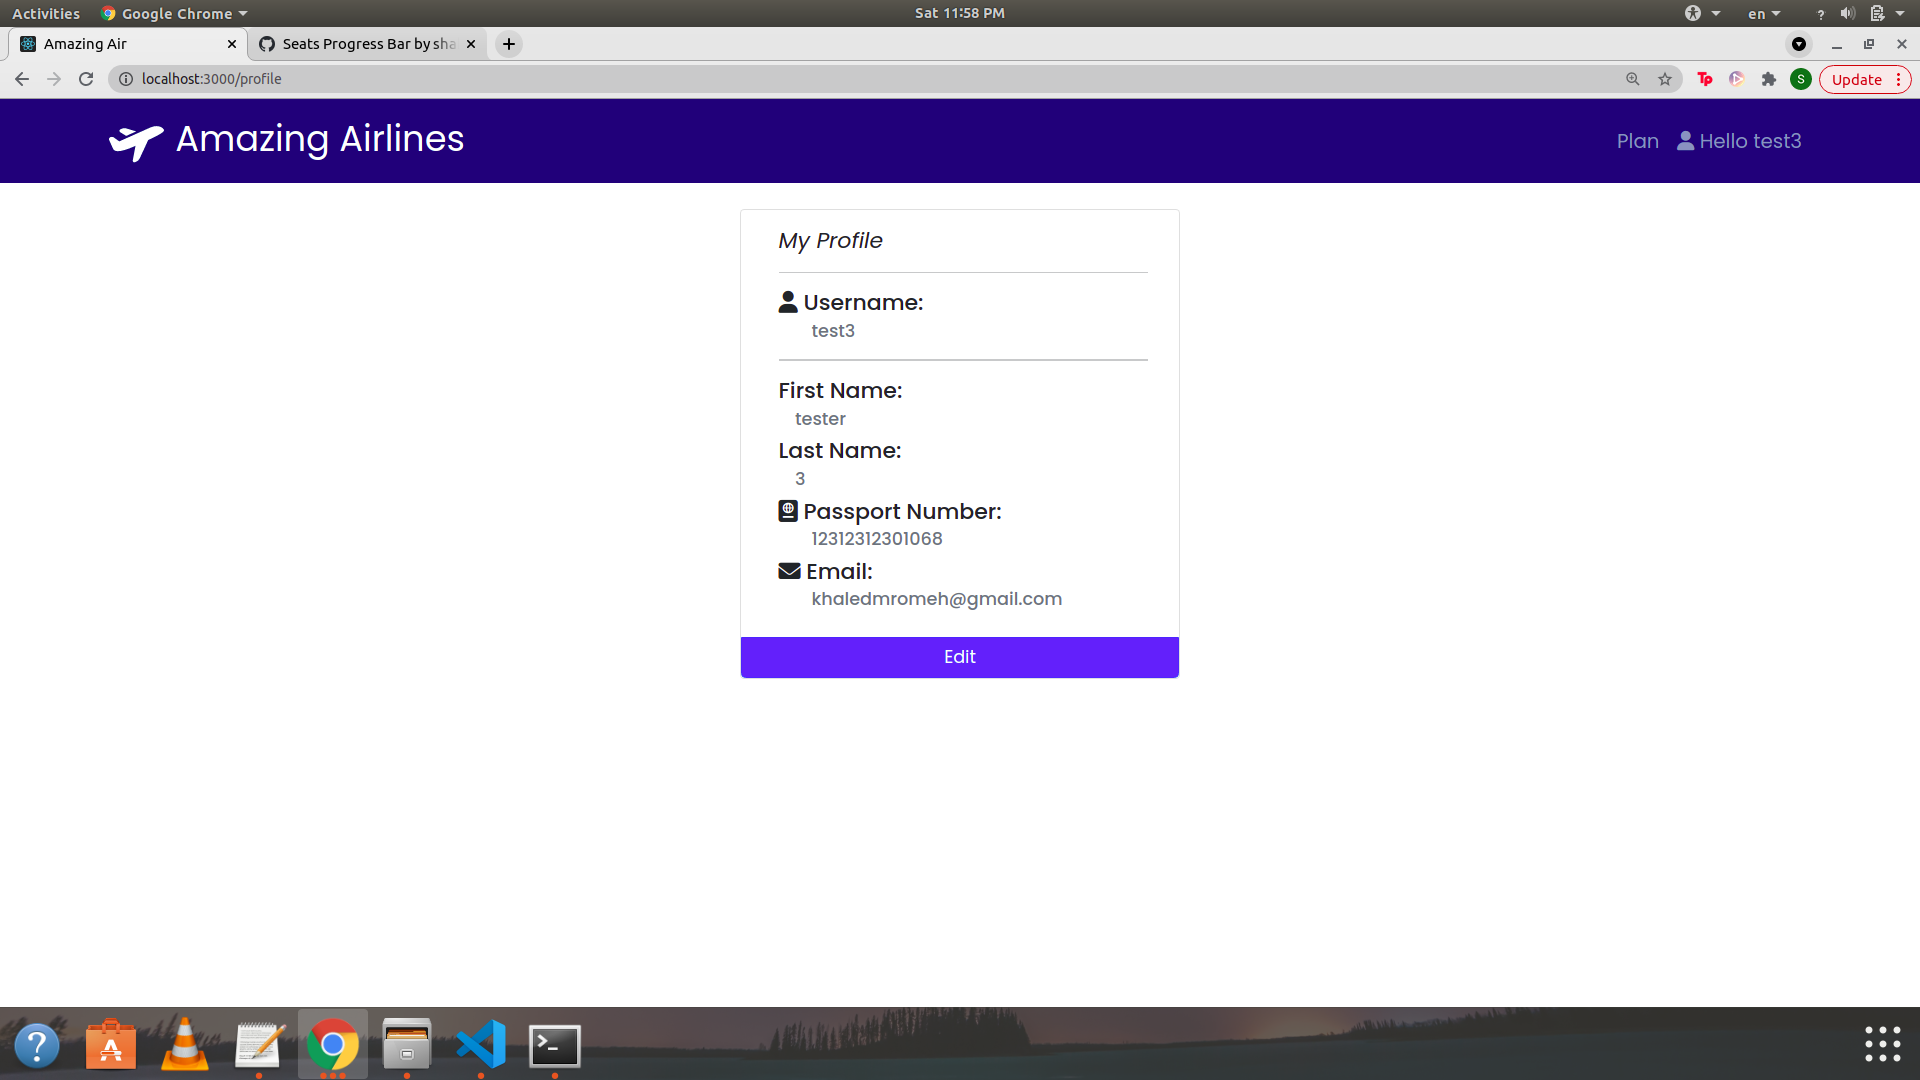 Activities
Google Chrome
Sat 11:58 PM
en
?
Amazing Air
Seats Progress Bar by sha
localhost:3000/profile
Tp
S
Update
Amazing Airlines
Plan
Hello test3
My Profile
Username:
test3
First Name:
tester
Last Name:
3
Passport Number:
12312312301068
Email:
khaledmromeh@gmail.com
Edit
?
A
>_